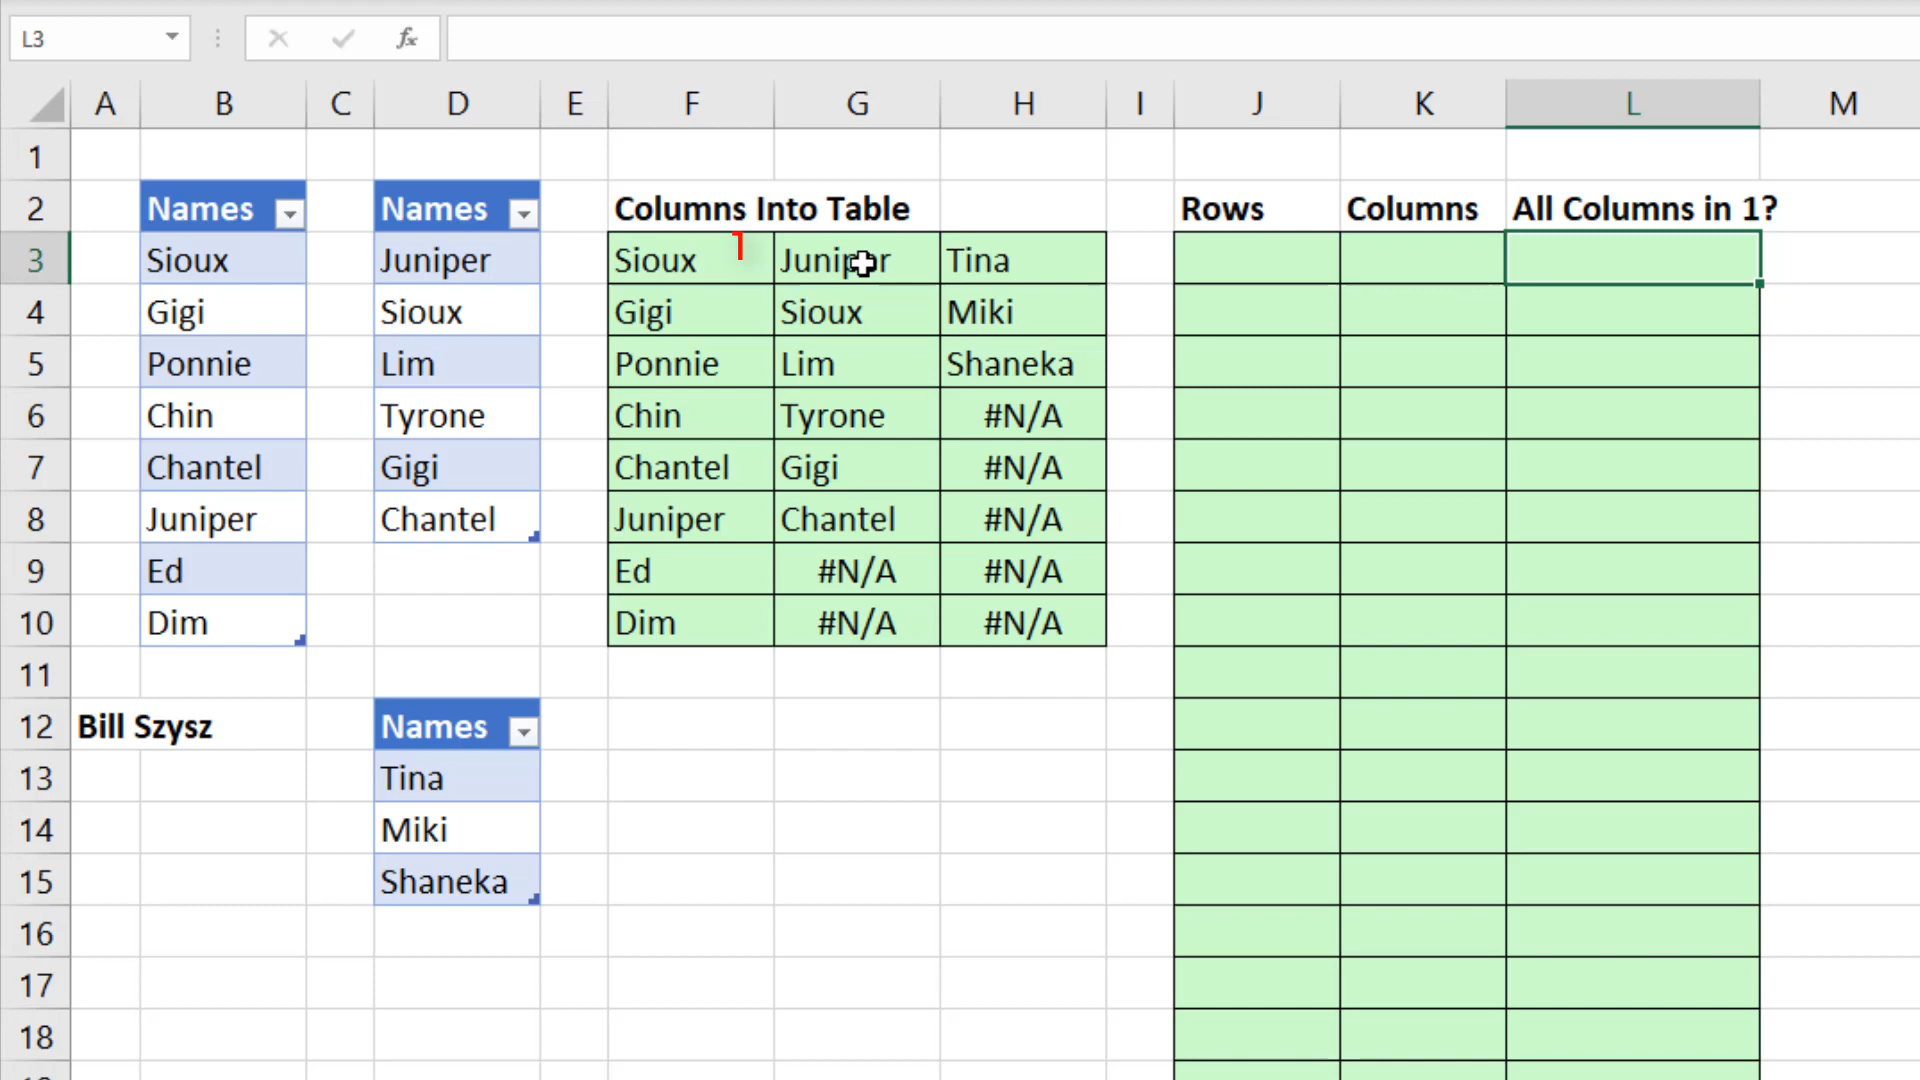 L3 fx
A B C D E F G H I J K L M
1
2 Names Names Columns Into Table Rows Columns All Columns in 1?
3 Sioux Juniper Sioux 1 Juniper Tina
4 Gigi Sioux Gigi Sioux Miki
5 Ponnie Lim Ponnie Lim Shaneka
6 Chin Tyrone Chin Tyrone #N/A
7 Chantel Gigi Chantel Gigi #N/A
8 Juniper Chantel Juniper Chantel #N/A
9 Ed Ed #N/A #N/A
10 Dim Dim #N/A #N/A
11
12 Bill Szysz Names
13 Tina
14 Miki
15 Shaneka
16
17
18